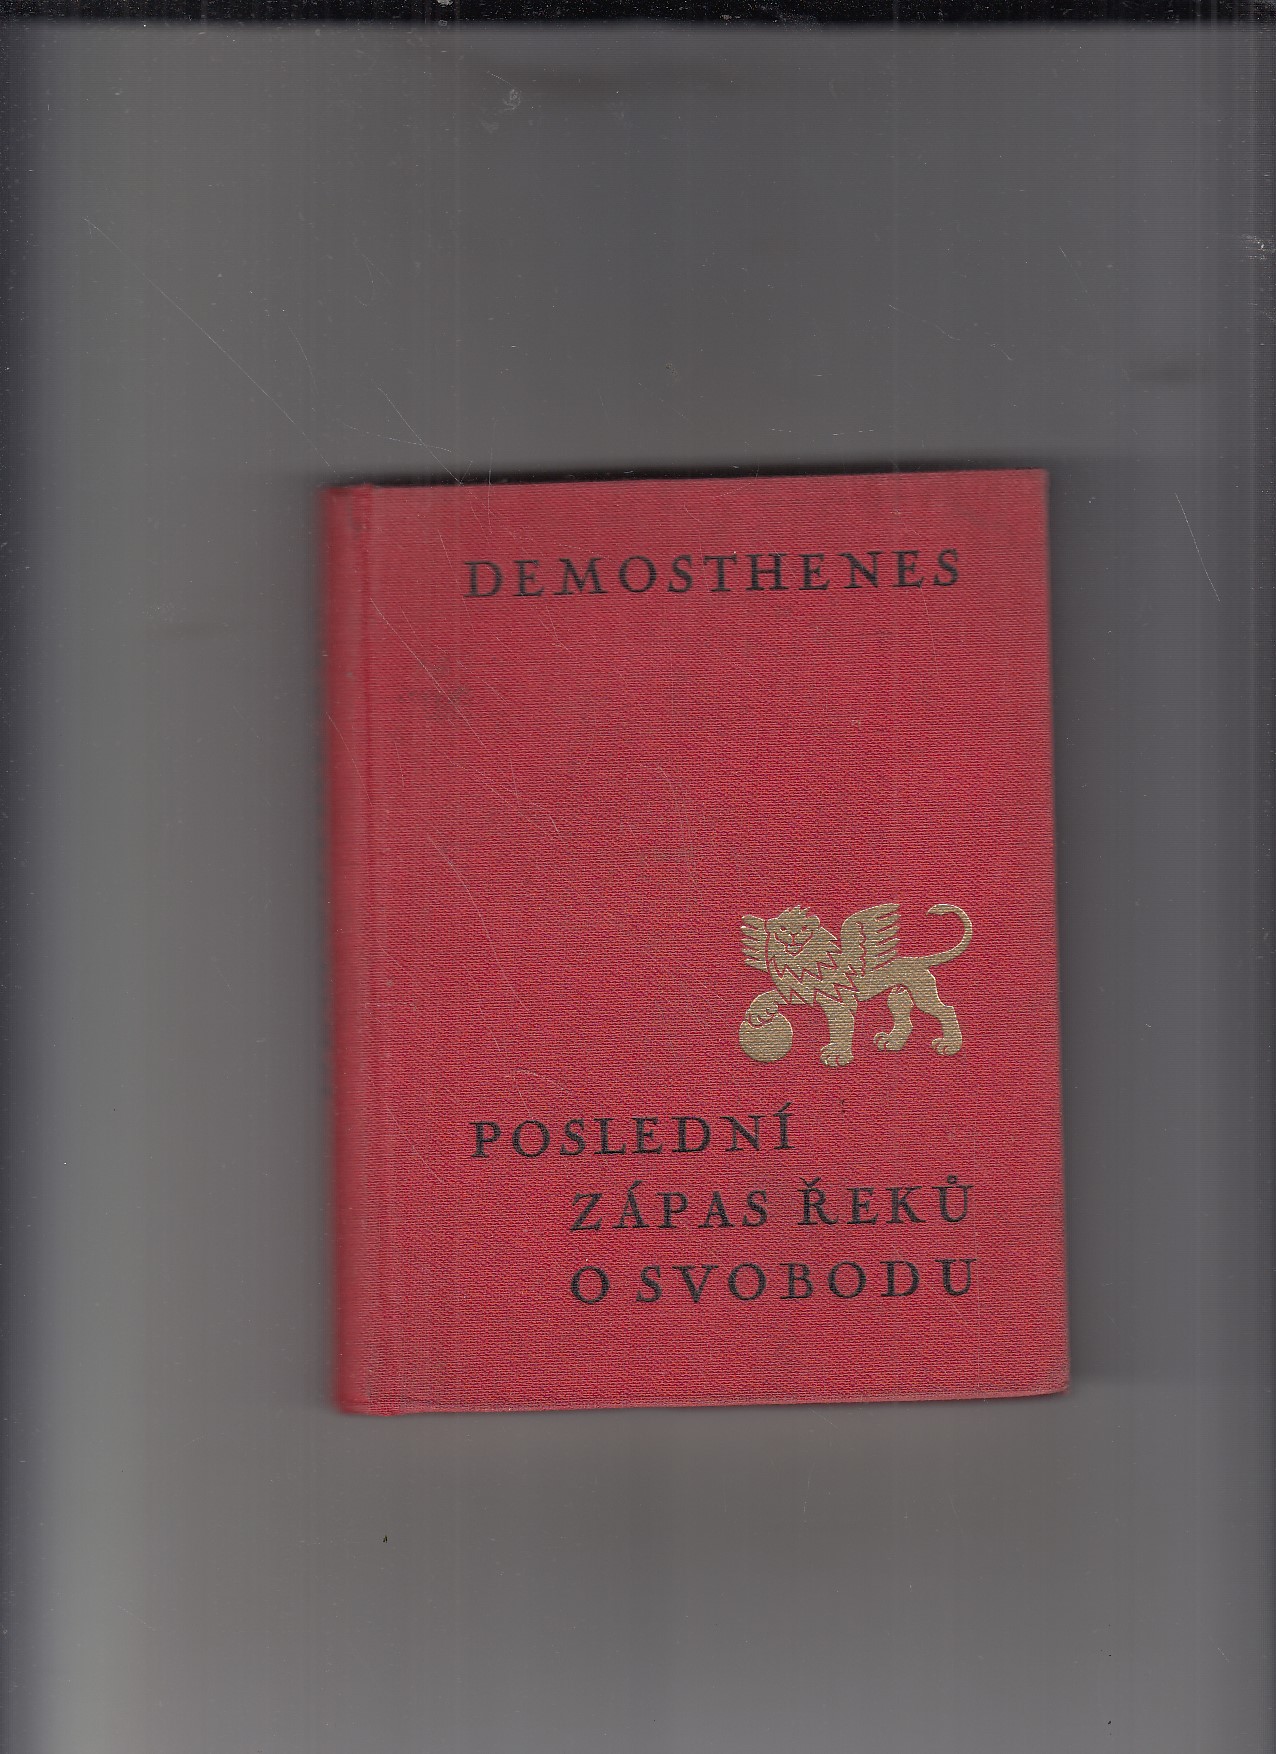 DEMOSTHENES
POSLEDNÍ
ZÁPAS ŘEKŮ
O SVOBODU